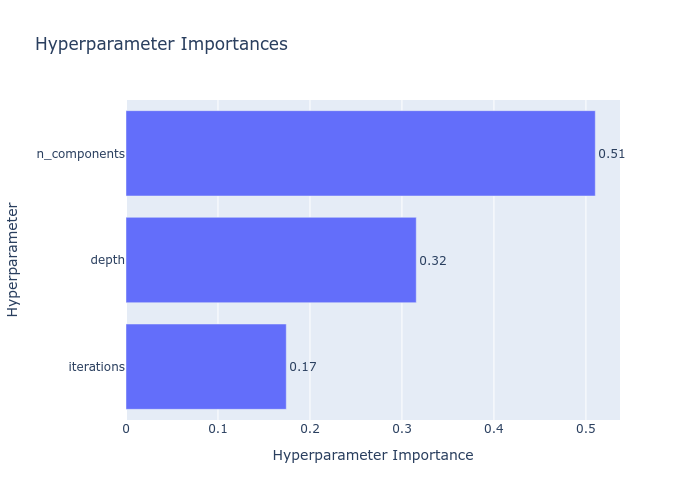 Hyperparameter Importances
Hyperparameter
n_components
0.51
depth
0.32
iterations
0.17
0
0.1
0.2
0.3
0.4
0.5
Hyperparameter Importance